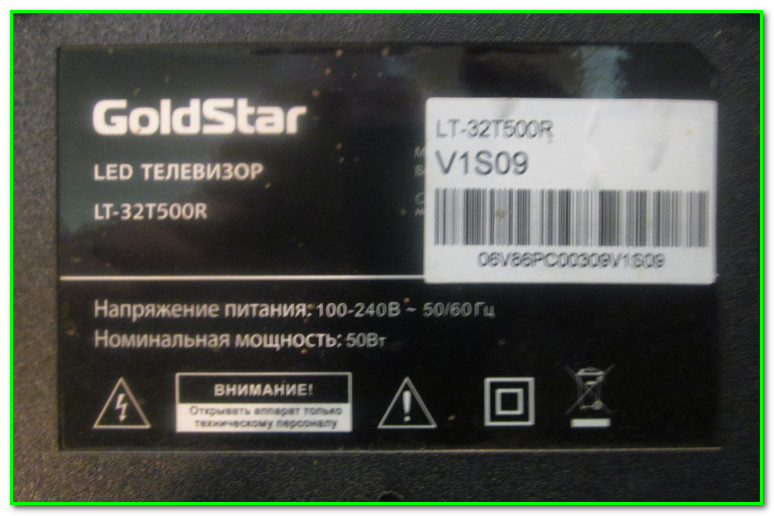 GoldStar
LED ТЕЛЕВИЗОР
LT-32T500R
LT-32T500R
V1S09
06V86PC00309V1S09
Напряжение питания: 100-240В ~ 50/60Гц
Номинальная мощность: 50Вт
ВНИМАНИЕ!
Открывать аппарат только
техническому персоналу